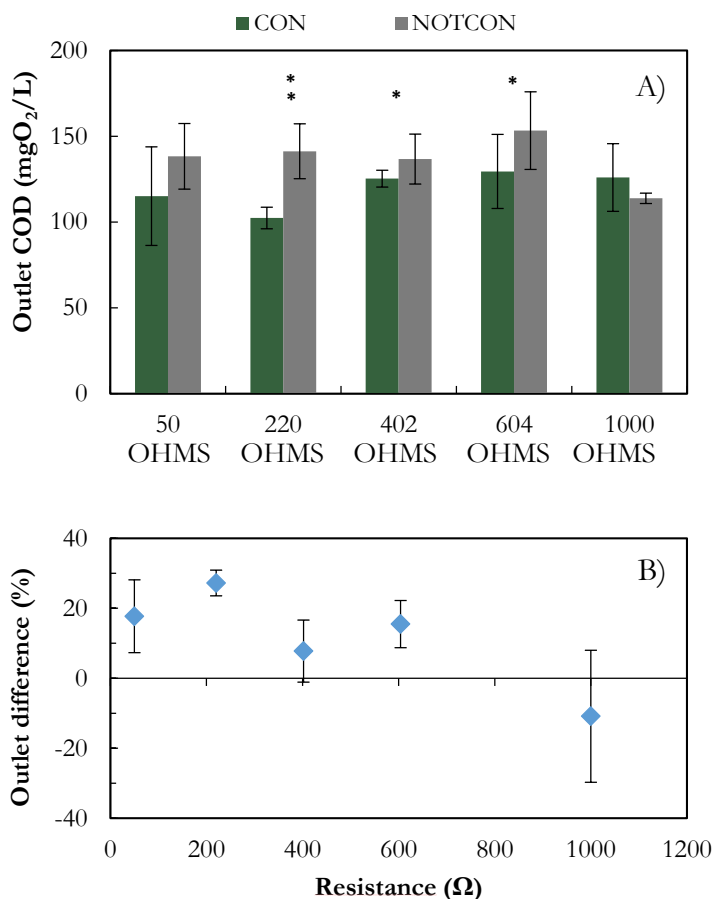 CON NOTCON
A)
Outlet COD (mgO₂/L)
200
150
100
50
0
* * * *
50 220 402 604 1000
OHMS OHMS OHMS OHMS OHMS
B)
Outlet difference (%)
40
20
0
-20
-40
0 200 400 600 800 1000 1200
Resistance (Ω)